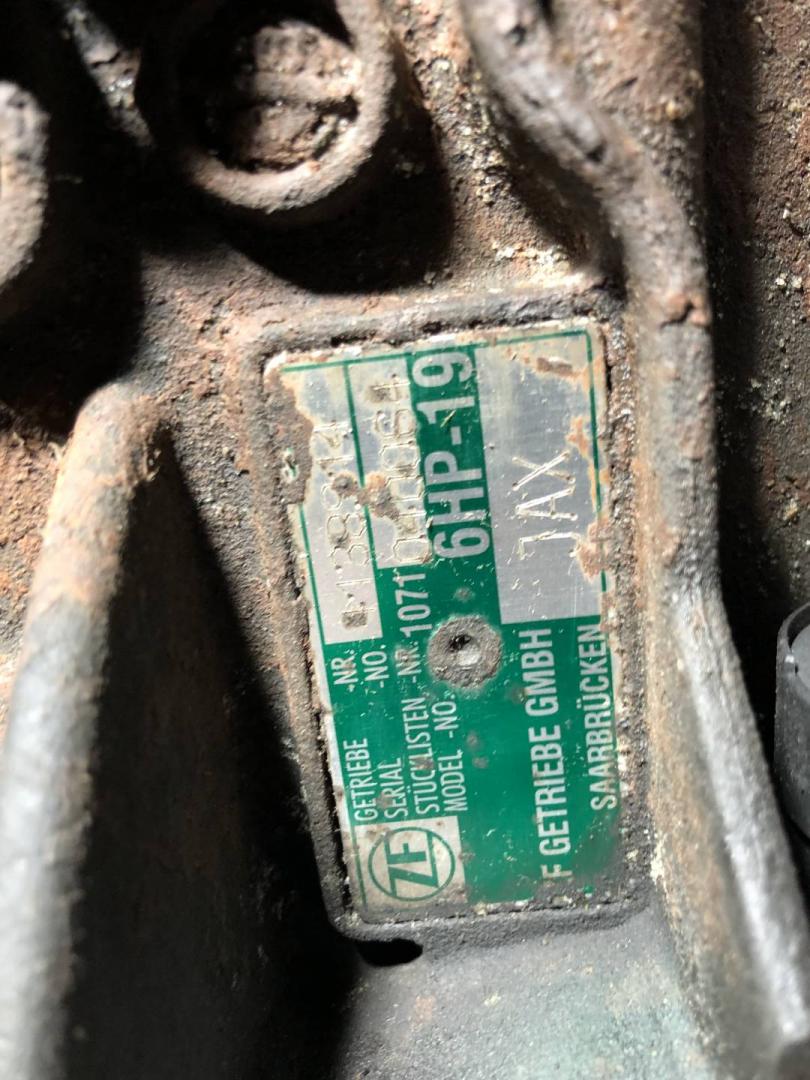 GETRIEBE -NR.
SERIAL -NO.
STÜCKLISTEN -NR. 1071
MODEL -NO. 6HP-19
ZF
F GETRIEBE GMBH
JAX
SAARBRÜCKEN